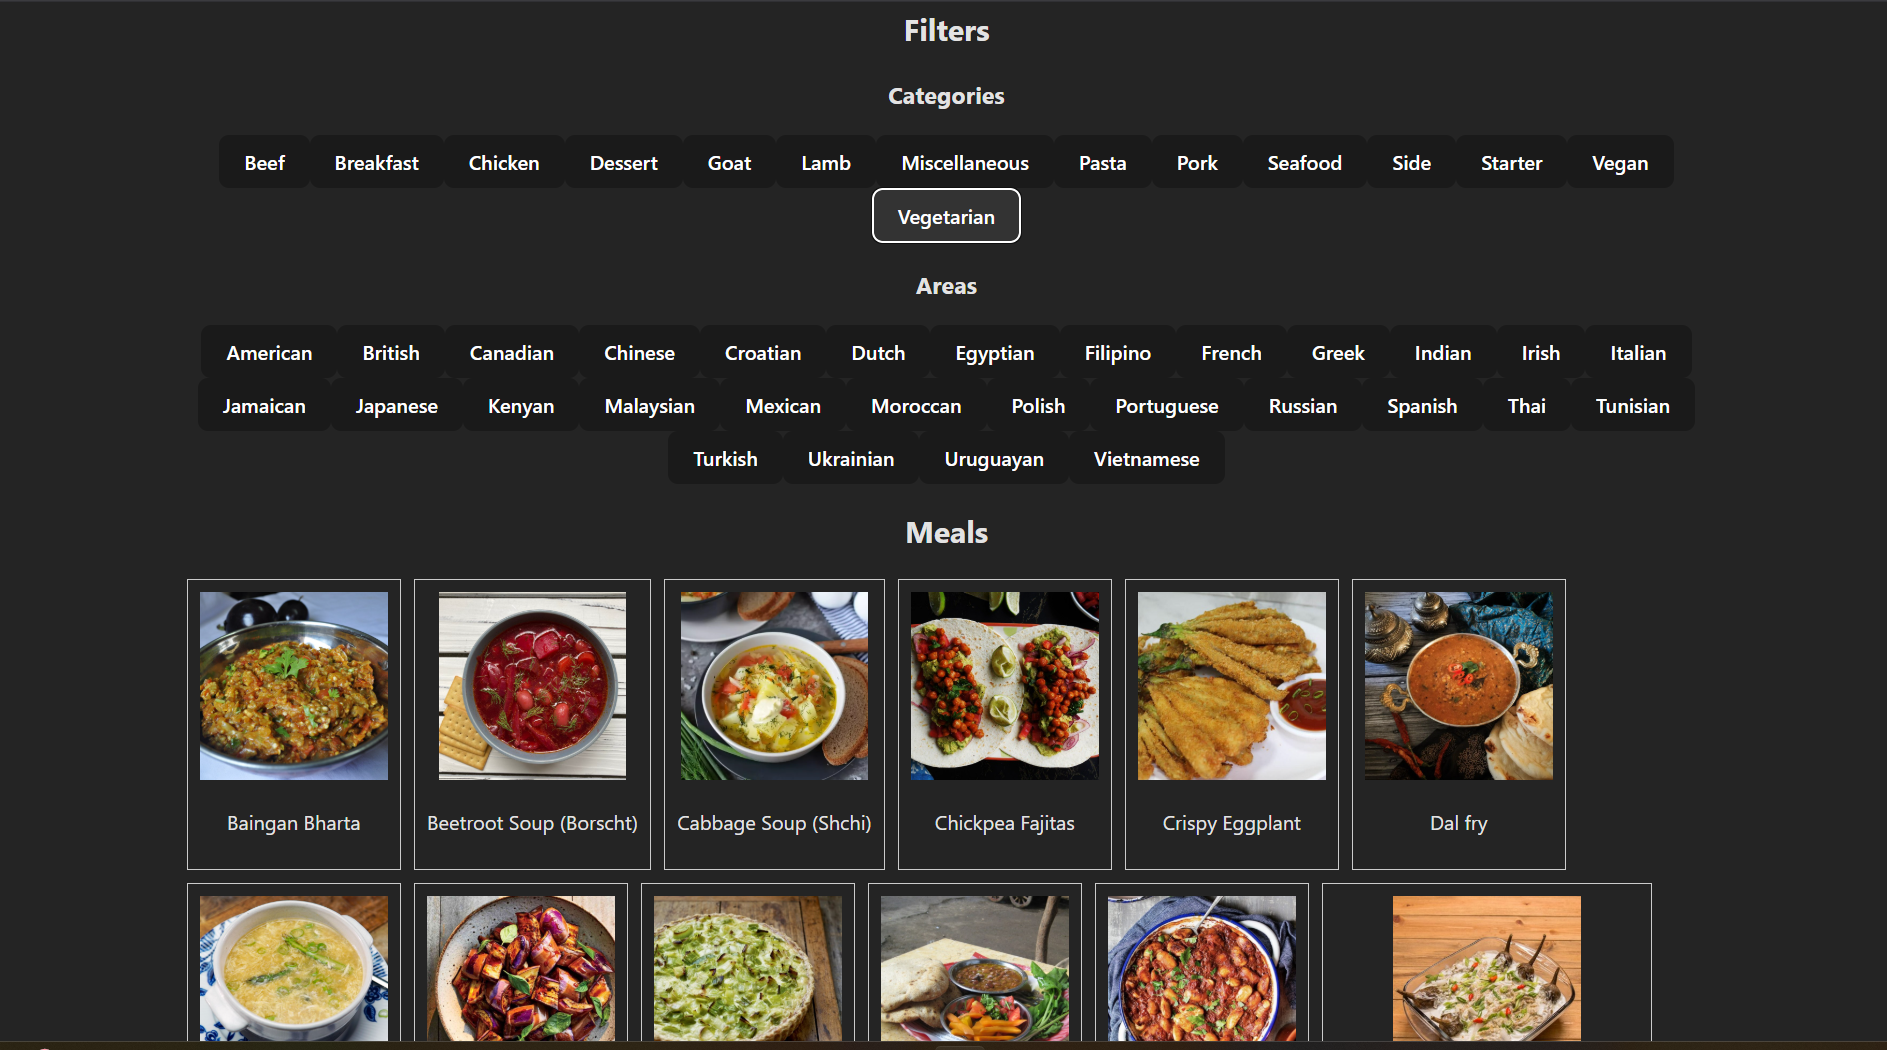 Filters
Categories
Beef Breakfast Chicken Dessert Goat Lamb Miscellaneous Pasta Pork Seafood Side Starter Vegan
Vegetarian
Areas
American British Canadian Chinese Croatian Dutch Egyptian Filipino French Greek Indian Irish Italian
Jamaican Japanese Kenyan Malaysian Mexican Moroccan Polish Portuguese Russian Spanish Thai Tunisian
Turkish Ukrainian Uruguayan Vietnamese
Meals
Baingan Bharta Beetroot Soup (Borscht) Cabbage Soup (Shchi) Chickpea Fajitas Crispy Eggplant Dal fry